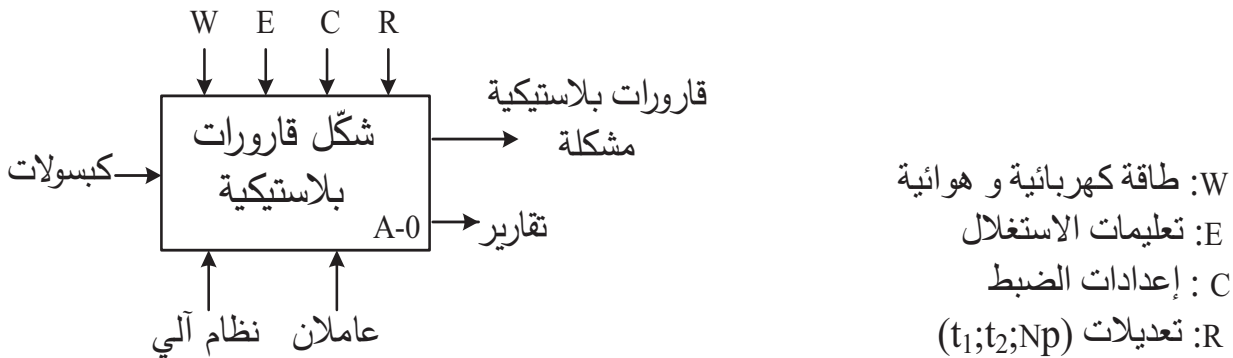 W E C R
شكّل قارورات
بلاستيكية
A-0
كبسولات
قارورات بلاستيكية
مشكلة
تقارير
نظام آلي
عاملان
W: طاقة كهربائية و هوائية
E: تعليمات الاستغلال
C : إعدادات الضبط
R: تعديلات (t₁;t₂;Np)